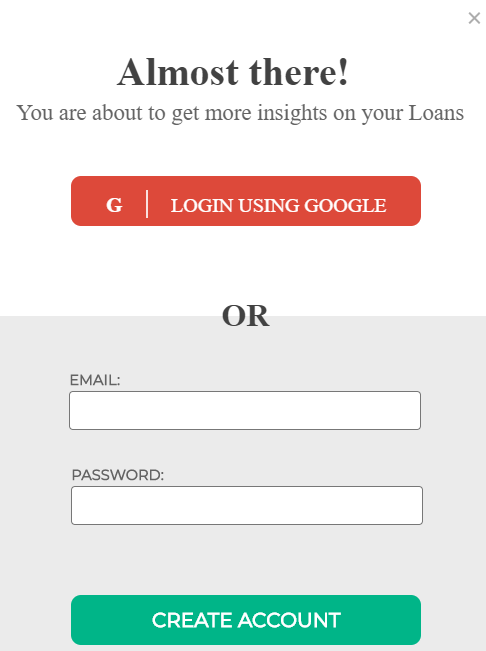 Almost there!
You are about to get more insights on your Loans
G | LOGIN USING GOOGLE
OR
EMAIL:
PASSWORD:
CREATE ACCOUNT